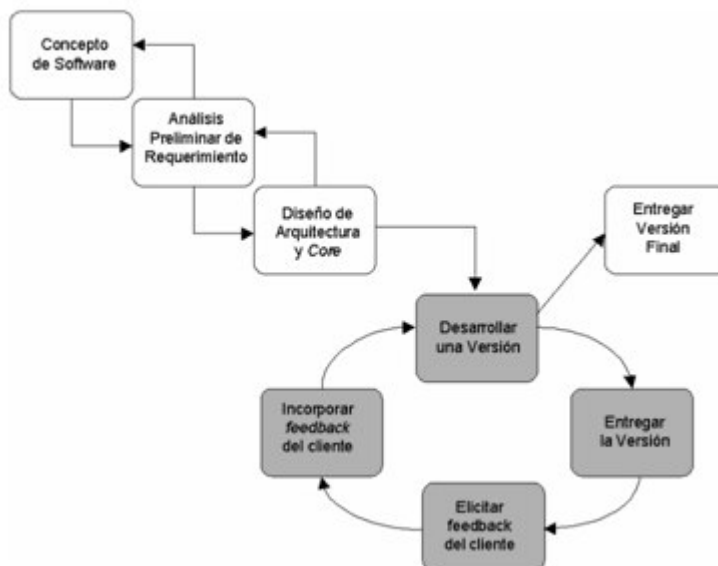 Concepto
de Software
Análisis
Preliminar de
Requerimiento
Diseño de
Arquitectura
y Core
Entregar
Versión
Final
Desarrollar
una Versión
Incorporar
feedback
del cliente
Entregar
la Versión
Elicitar
feedback
del cliente